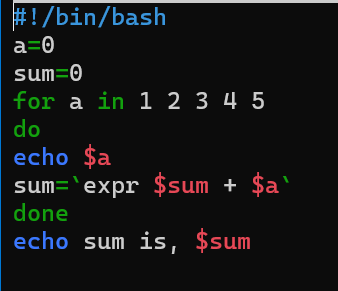 #!/bin/bash
a=0
sum=0
for a in 1 2 3 4 5
do
echo $a
sum=`expr $sum + $a`
done
echo sum is, $sum